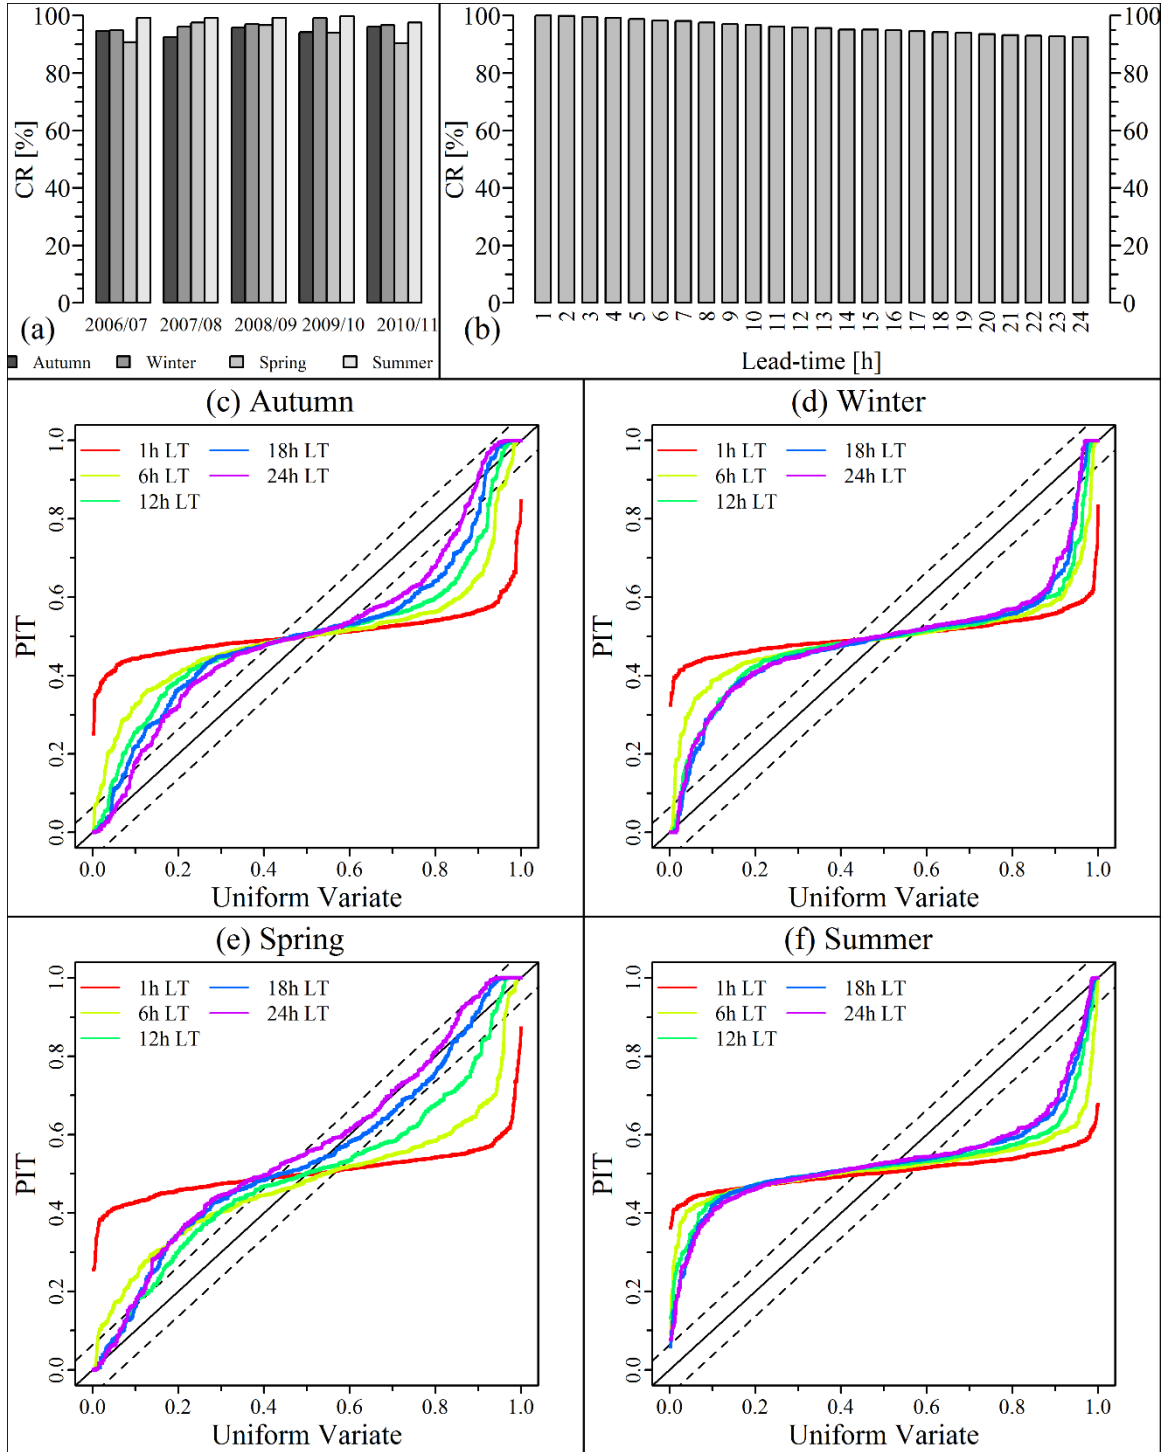 100
80
60
40
20
0
CR [%]
(a)
2006/07 2007/08 2008/09 2009/10 2010/11
Autumn Winter Spring Summer
100
80
60
40
20
0
CR [%]
100
80
60
40
20
0
(b)
1 2 3 4 5 6 7 8 9 10 11 12 13 14 15 16 17 18 19 20 21 22 23 24
Lead-time [h]
(c) Autumn
1h LT 18h LT
6h LT 24h LT
12h LT
PIT
1.0
0.8
0.6
0.4
0.2
0.0
0.0 0.2 0.4 0.6 0.8 1.0
Uniform Variate
(d) Winter
1h LT 18h LT
6h LT 24h LT
12h LT
PIT
1.0
0.8
0.6
0.4
0.2
0.0
0.0 0.2 0.4 0.6 0.8 1.0
Uniform Variate
(e) Spring
1h LT 18h LT
6h LT 24h LT
12h LT
PIT
1.0
0.8
0.6
0.4
0.2
0.0
0.0 0.2 0.4 0.6 0.8 1.0
Uniform Variate
(f) Summer
1h LT 18h LT
6h LT 24h LT
12h LT
PIT
1.0
0.8
0.6
0.4
0.2
0.0
0.0 0.2 0.4 0.6 0.8 1.0
Uniform Variate